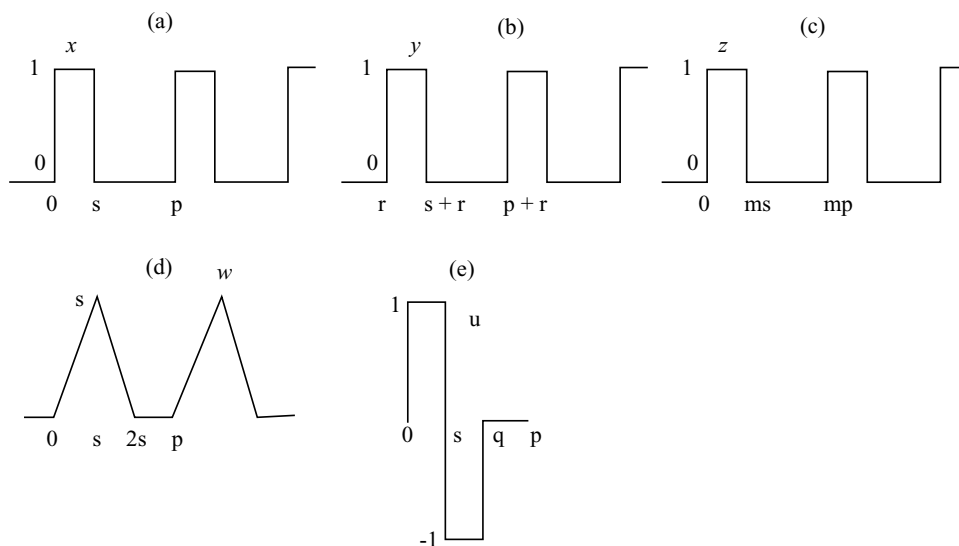 (a) (b) (c)
x y z
1 1 1
0 0 0
0 s p r s + r p + r 0 ms mp
(d) w (e)
s 1 u
0 s 2s p 0 s q p
-1